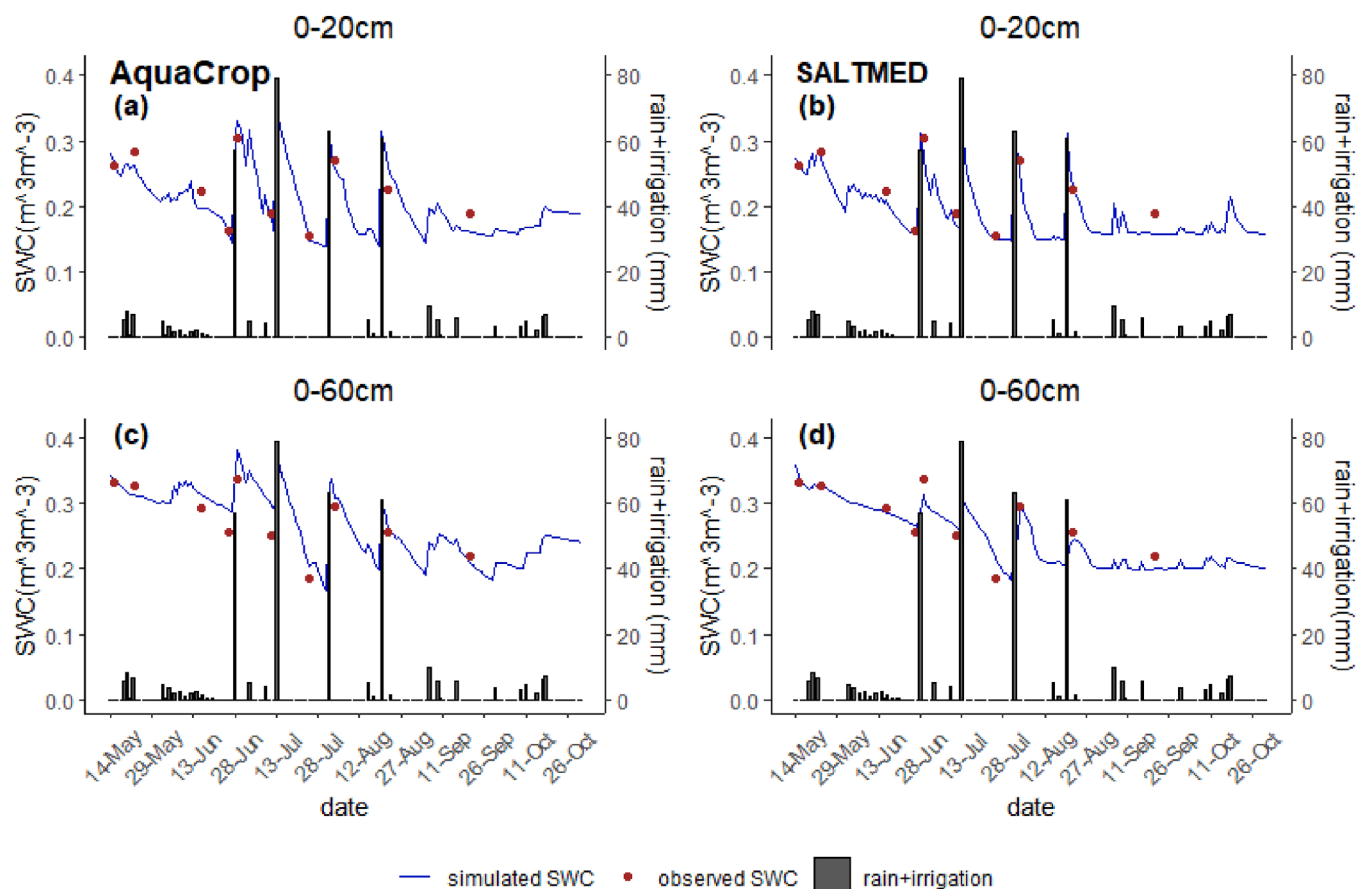 0-20cm
AquaCrop
(a)
SWC(m^3m^-3)
0.4
0.3
0.2
0.1
0.0
80
60
40
20
0
rain+irrigation (mm)
0-20cm
SALTMED
(b)
SWC(m^3m^-3)
0.4
0.3
0.2
0.1
0.0
80
60
40
20
0
rain+irrigation (mm)
0-60cm
(c)
SWC(m^3m^-3)
0.4
0.3
0.2
0.1
0.0
80
60
40
20
0
rain+irrigation (mm)
14-May
29-May
13-Jun
28-Jun
13-Jul
28-Jul
12-Aug
27-Aug
11-Sep
26-Sep
11-Oct
26-Oct
date
0-60cm
(d)
SWC(m^3m^-3)
0.4
0.3
0.2
0.1
0.0
80
60
40
20
0
rain+irrigation(mm)
14-May
29-May
13-Jun
28-Jul
13-Jul
28-Jul
12-Aug
27-Aug
11-Sep
26-Sep
11-Oct
26-Oct
date
simulated SWC
observed SWC
rain+irrigation